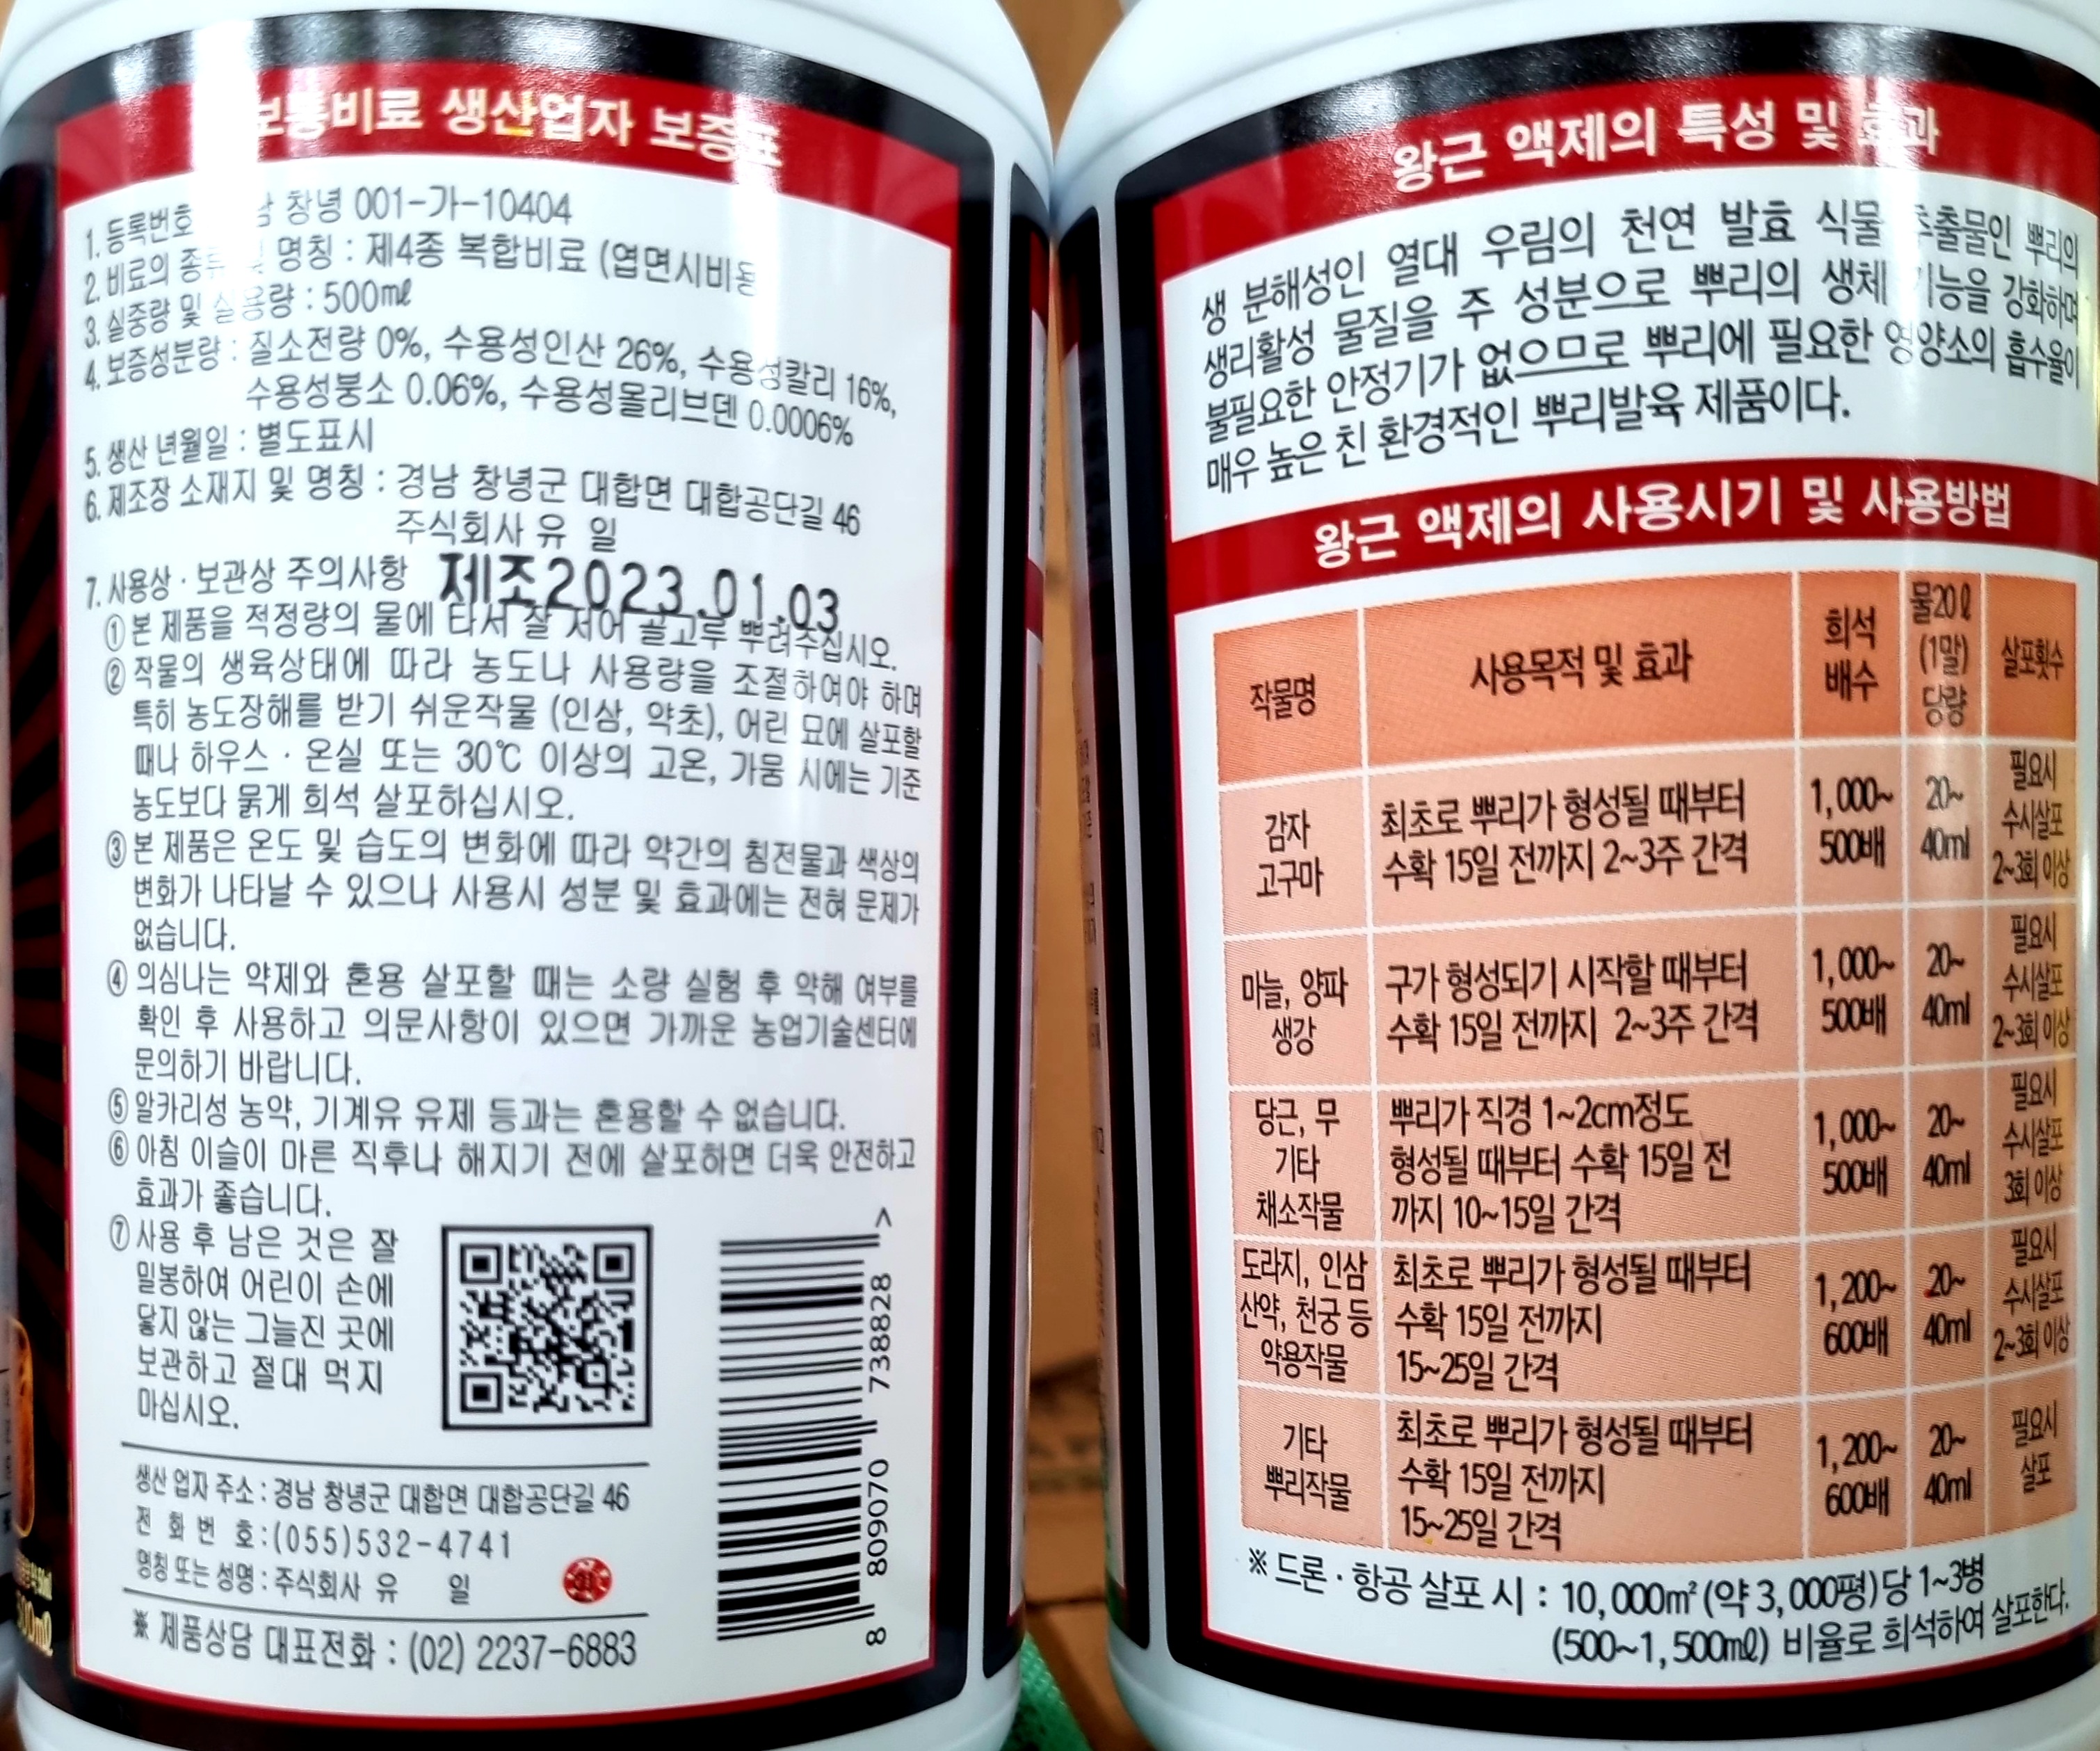 보통비료 생산업자 보증표
1. 등록번호 창녕 001-가-10404
2. 비료의 종류 및 명칭 : 제4종 복합비료 (엽면시비용
3. 실중량 및 실용량 : 500㎖
4. 보증성분량 : 질소전량 0%, 수용성인산 26%, 수용성칼리 16%,
수용성붕소 0.06%, 수용성몰리브덴 0.0006%
5. 생산 년월일 : 별도표시
6. 제조장 소재지 및 명칭 : 경남 창녕군 대합면 대합공단길 46
주식회사 유 일
7. 사용상 · 보관상 주의사항
제조2023.01.03
① 본 제품을 적정량의 물에 타서 잘 저어 골고루 뿌려주십시오.
② 작물의 생육상태에 따라 농도나 사용량을 조절하여야 하며
특히 농도장해를 받기 쉬운작물 (인삼, 약초), 어린 묘에 살포할
때나 하우스 · 온실 또는 30℃ 이상의 고온, 가뭄 시에는 기준
농도보다 묽게 희석 살포하십시오.
③ 본 제품은 온도 및 습도의 변화에 따라 약간의 침전물과 색상의
변화가 나타날 수 있으나 사용시 성분 및 효과에는 전혀 문제가
없습니다.
④ 의심나는 약제와 혼용 살포할 때는 소량 실험 후 약해 여부를
확인 후 사용하고 의문사항이 있으면 가까운 농업기술센터에
문의하기 바랍니다.
⑤ 알카리성 농약, 기계유 유제 등과는 혼용할 수 없습니다.
⑥ 아침 이슬이 마른 직후나 해지기 전에 살포하면 더욱 안전하고
효과가 좋습니다.
⑦ 사용 후 남은 것은 잘
밀봉하여 어린이 손에
닿지 않는 그늘진 곳에
보관하고 절대 먹지
마십시오.
8 809070 738828 >
생산 업자 주소 : 경남 창녕군 대합면 대합공단길 46
전 화 번 호 : (055)532-4741
명칭 또는 성명 : 주식회사 유 일
※ 제품상담 대표전화 : (02) 2237-6883
왕근 액제의 특성 및 효과
생 분해성인 열대 우림의 천연 발효 식물 추출물인 뿌리의
생리활성 물질을 주 성분으로 뿌리의 생체 기능을 강화하며
불필요한 안정기가 없으므로 뿌리에 필요한 영양소의 흡수율이
매우 높은 친 환경적인 뿌리발육 제품이다.
왕근 액제의 사용시기 및 사용방법
작물명
사용목적 및 효과
희석
배수
물20ℓ
(1말)
당량
살포횟수
감자
고구마
최초로 뿌리가 형성될 때부터
수확 15일 전까지 2~3주 간격
1,000~
500배
20~
40ml
필요시
수시살포
2~3회 이상
마늘, 양파
생강
구가 형성되기 시작할 때부터
수확 15일 전까지 2~3주 간격
1,000~
500배
20~
40ml
필요시
수시살포
2~3회 이상
당근, 무
기타
채소작물
뿌리가 직경 1~2cm정도
형성될 때부터 수확 15일 전
까지 10~15일 간격
1,000~
500배
20~
40ml
필요시
수시살포
3회 이상
도라지, 인삼
산약, 천궁 등
약용작물
최초로 뿌리가 형성될 때부터
수확 15일 전까지
15~25일 간격
1,200~
600배
20~
40ml
필요시
수시살포
2~3회 이상
기타
뿌리작물
최초로 뿌리가 형성될 때부터
수확 15일 전까지
15~25일 간격
1,200~
600배
20~
40ml
필요시
살포
※ 드론 · 항공 살포 시 : 10,000㎡ (약 3,000평)당 1~3병
(500~1,500㎖) 비율로 희석하여 살포한다.